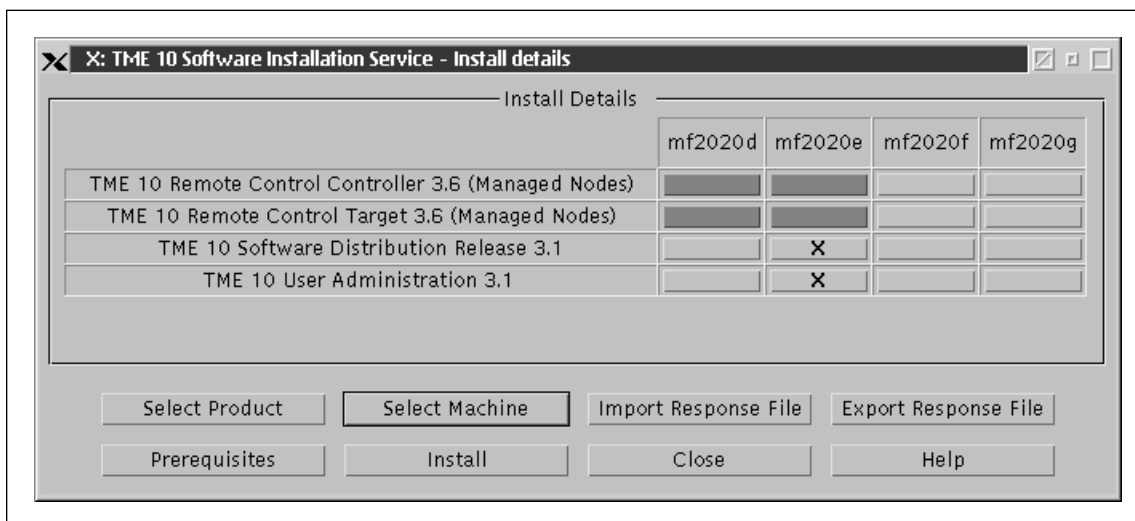 X: TME 10 Software Installation Service - Install details
Install Details
mf2020d mf2020e mf2020f mf2020g
TME 10 Remote Control Controller 3.6 (Managed Nodes)
TME 10 Remote Control Target 3.6 (Managed Nodes)
TME 10 Software Distribution Release 3.1 X
TME 10 User Administration 3.1 X
Select Product Select Machine Import Response File Export Response File
Prerequisites Install Close Help